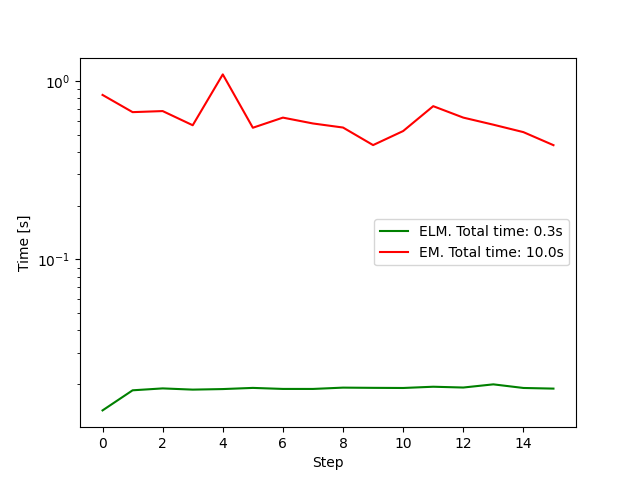 10⁰
10⁻¹
Time [s]
ELM. Total time: 0.3s
EM. Total time: 10.0s
0 2 4 6 8 10 12 14
Step